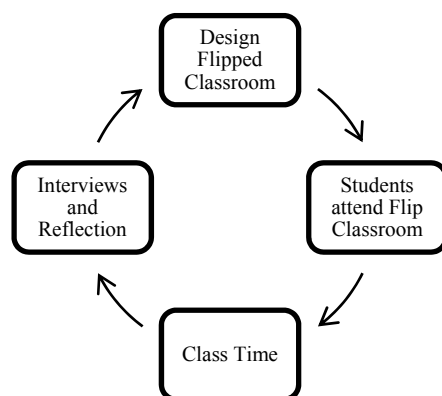 Design
Flipped
Classroom
Students
attend Flip
Classroom
Class Time
Interviews
and
Reflection